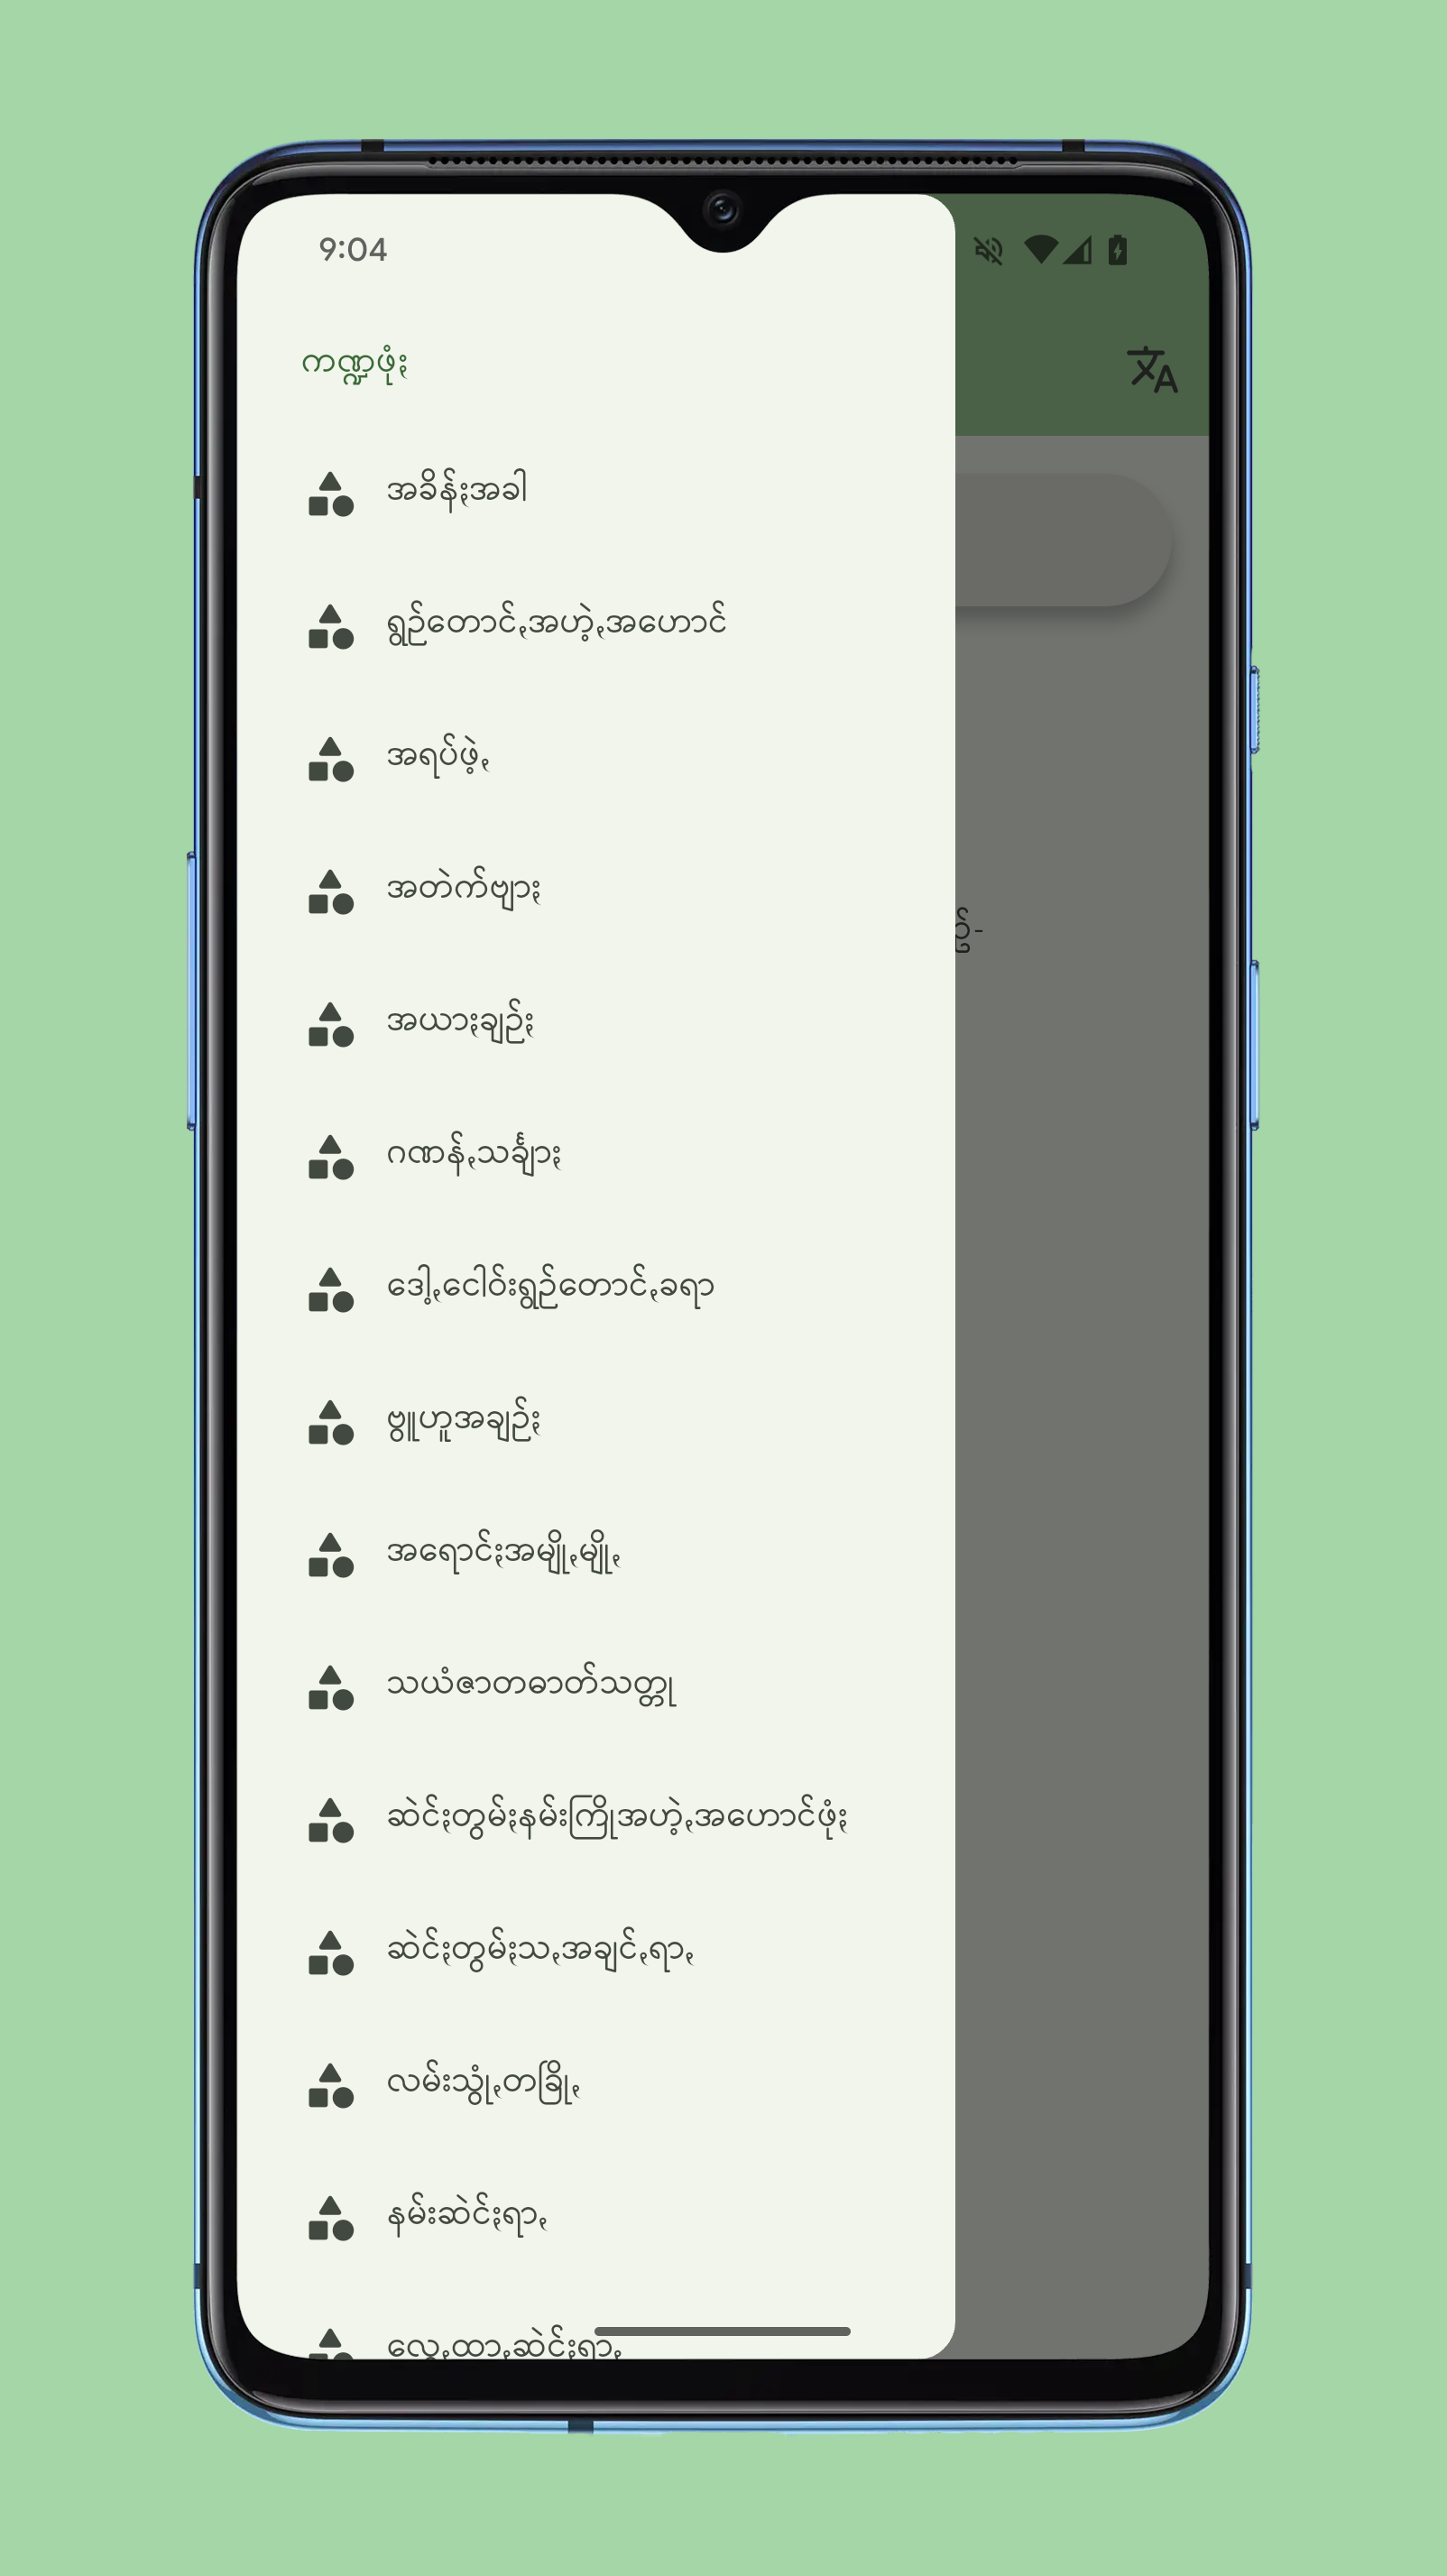 9:04
ကဏ္ဍဖုံႏ
အခိန်ႏအခါ
ရွဉ်တောင်ႇအဟဲ့ႇအဟောင်
အရပ်ဖဲ့ႇ
အတဲက်ဗျာႏ
အယာႏချဉ်ႏ
ဂဏန်ႇသင်္ချာႏ
ဒေါ့ႇငေါဝ်းရွဉ်တောင်ႇခရာ
ဗွူဟူအချဉ်ႏ
အရောင်ႏအမျိုႇမျိုႇ
သယံဇာတဓာတ်သတ္တု
ဆဲင်ႏတွမ်ႏနမ်းကြိုအဟဲ့ႇအဟောင်ဖုံႏ
ဆဲင်ႏတွမ်ႏသႇအချင်ႇရာႇ
လမ်းသွုံႇတခြိုႇ
နမ်းဆဲင်ႏရာႇ
လွေႇထာႇဆဲင်ႏရာႇ